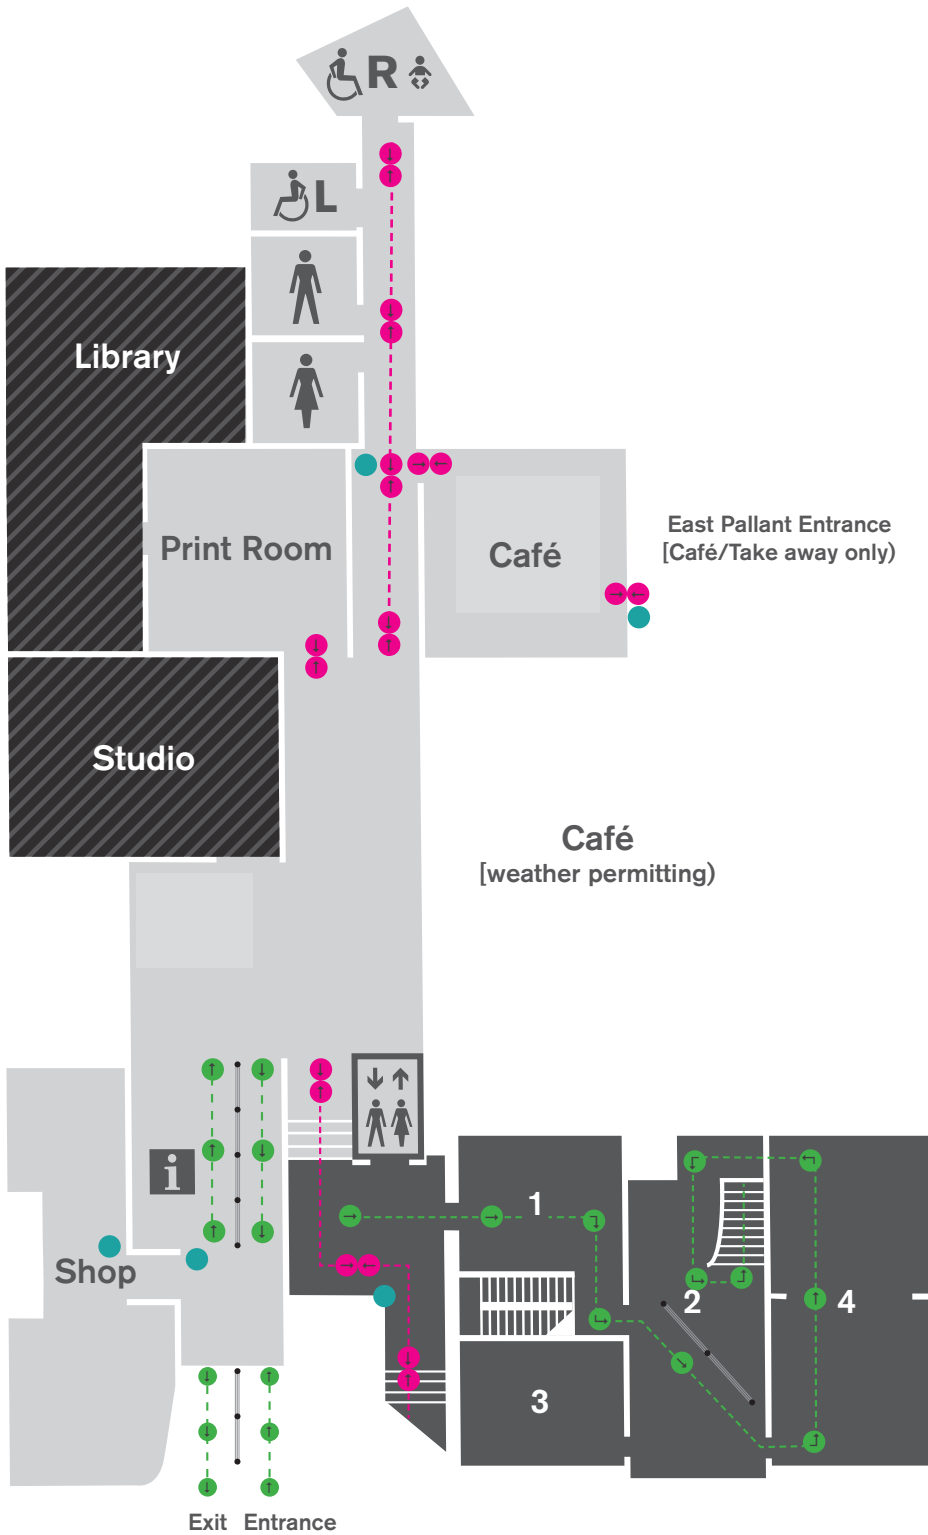 R
L
Library
Print Room
Café
East Pallant Entrance
[Café/Take away only)
Studio
Café
[weather permitting)
i
Shop
1
2
4
3
Exit Entrance